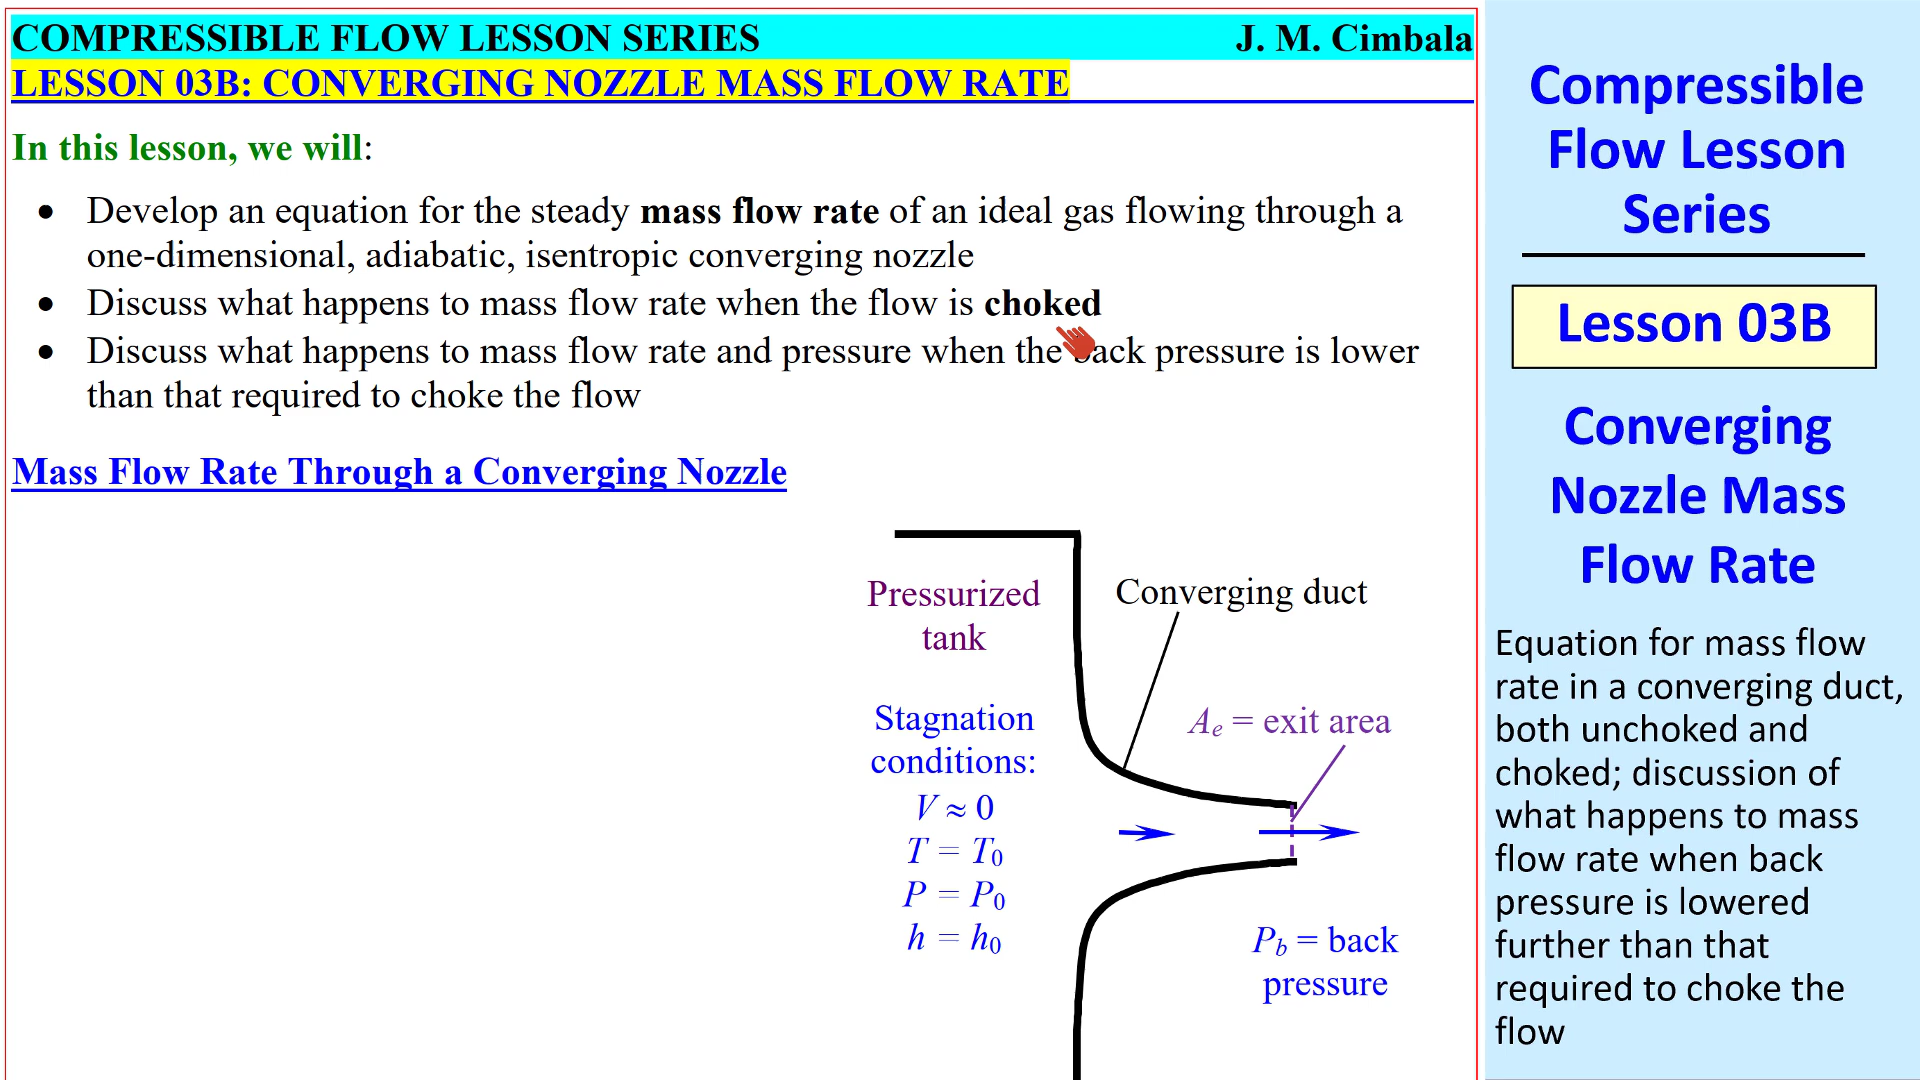 COMPRESSIBLE FLOW LESSON SERIES J. M. Cimbala
LESSON 03B: CONVERGING NOZZLE MASS FLOW RATE
In this lesson, we will:
• Develop an equation for the steady mass flow rate of an ideal gas flowing through a
one-dimensional, adiabatic, isentropic converging nozzle
• Discuss what happens to mass flow rate when the flow is choked
• Discuss what happens to mass flow rate and pressure when the back pressure is lower
than that required to choke the flow
Mass Flow Rate Through a Converging Nozzle
Pressurized
tank
Converging duct
Stagnation
conditions:
V ≈ 0
T = T₀
P = P₀
h = h₀
Aₑ = exit area
P_b = back
pressure
Compressible
Flow Lesson
Series
Lesson 03B
Converging
Nozzle Mass
Flow Rate
Equation for mass flow
rate in a converging duct,
both unchoked and
choked; discussion of
what happens to mass
flow rate when back
pressure is lowered
further than that
required to choke the
flow